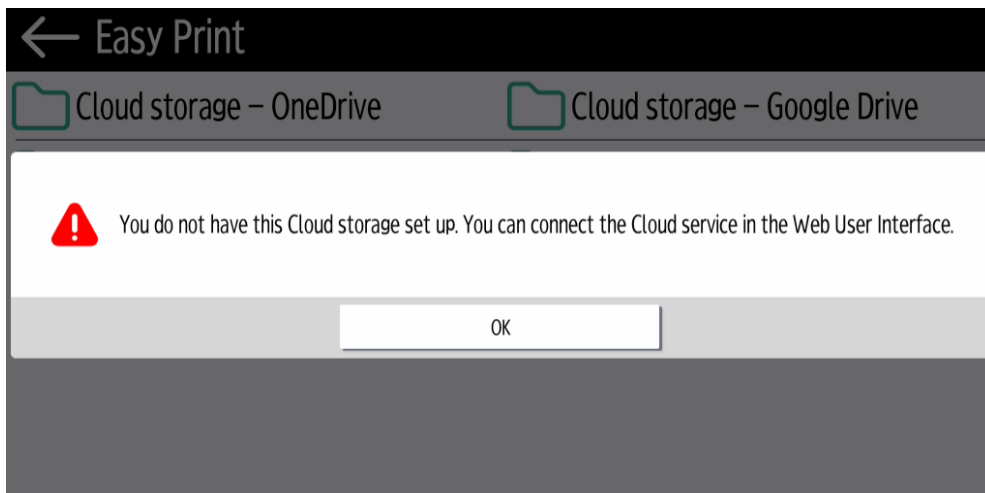 Easy Print
Cloud storage – OneDrive
Cloud storage – Google Drive
You do not have this Cloud storage set up. You can connect the Cloud service in the Web User Interface.
OK